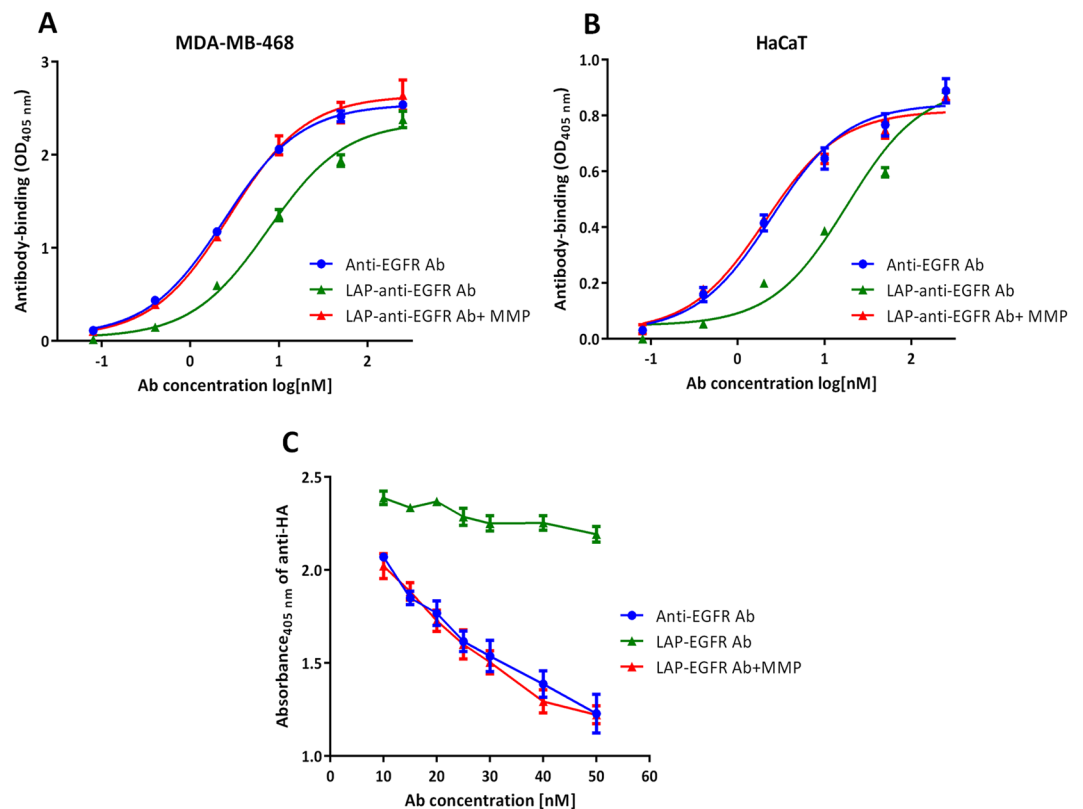 A
MDA-MB-468
Antibody-binding (OD405 nm)
3
2
1
0
-1 0 1 2
Ab concentration log[nM]
Anti-EGFR Ab
LAP-anti-EGFR Ab
LAP-anti-EGFR Ab+ MMP
B
HaCaT
Antibody-binding (OD405 nm)
1.0
0.8
0.6
0.4
0.2
0.0
-1 0 1 2
Ab concentration log[nM]
Anti-EGFR Ab
LAP-anti-EGFR Ab
LAP-anti-EGFR Ab+ MMP
C
Absorbance405 nm of anti-HA
2.5
2.0
1.5
1.0
0 10 20 30 40 50 60
Ab concentration [nM]
Anti-EGFR Ab
LAP-EGFR Ab
LAP-EGFR Ab+MMP